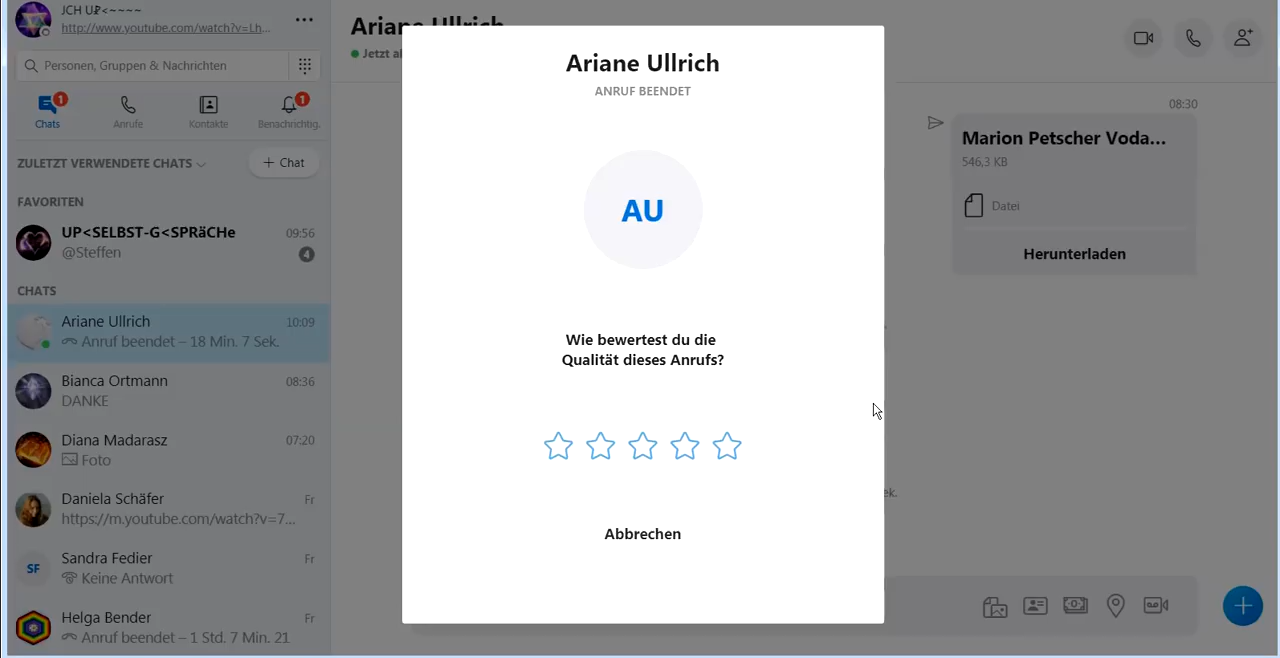 JCH U₽<~~~~
http://www.youtube.com/watch?v=Lh...
Personen, Gruppen & Nachrichten
1
1
Chats
Anrufe
Kontakte
Benachrichtig.
ZULETZT VERWENDETE CHATS
+ Chat
FAVORITEN
UP<SELBST-G<SPRäCHe
09:56
@Steffen
4
CHATS
Ariane Ullrich
10:09
Anruf beendet – 18 Min. 7 Sek.
Bianca Ortmann
08:36
DANKE
Diana Madarasz
07:20
Foto
Daniela Schäfer
Fr
https://m.youtube.com/watch?v=7...
SF
Sandra Fedier
Fr
Keine Antwort
Helga Bender
Fr
Anruf beendet – 1 Std. 7 Min. 21
Ariane Ullrich
Jetzt
Ariane Ullrich
ANRUF BEENDET
AU
Wie bewertest du die
Qualität dieses Anrufs?
Abbrechen
08:30
Marion Petscher Voda...
546,3 KB
Datei
Herunterladen
ek.